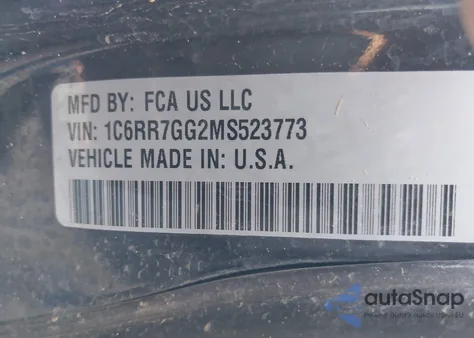 MFD BY: FCA US LLC
VIN: 1C6RR7GG2MS523773
VEHICLE MADE IN: U.S.A.
autoSnap